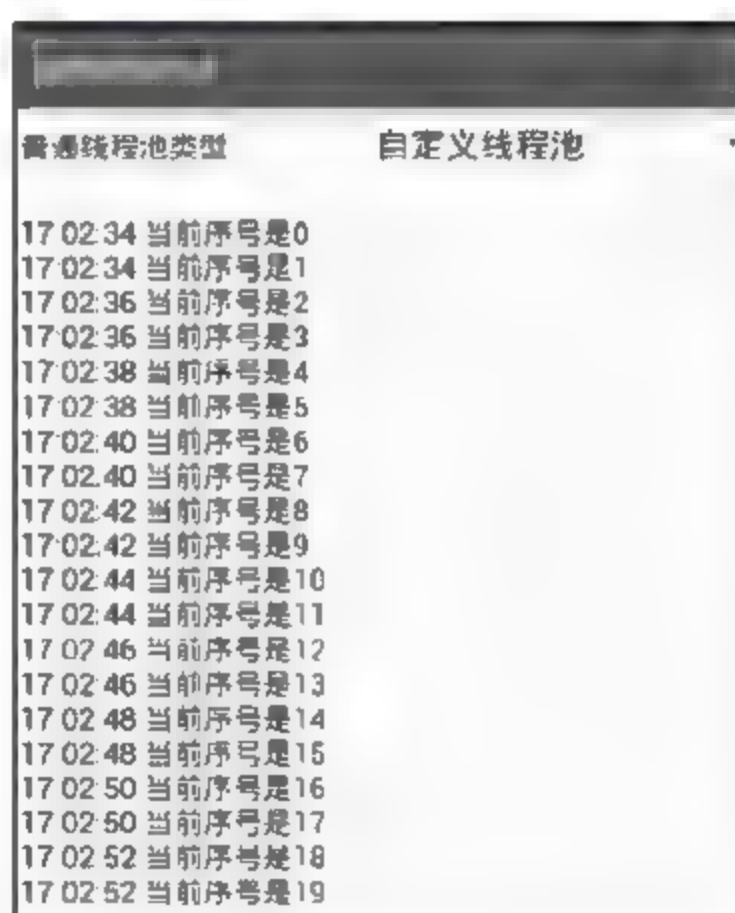 普通线程池类型 自定义线程池
17:02:34 当前序号是0
17:02:34 当前序号是1
17:02:36 当前序号是2
17:02:36 当前序号是3
17:02:38 当前序号是4
17:02:38 当前序号是5
17:02:40 当前序号是6
17:02:40 当前序号是7
17:02:42 当前序号是8
17:02:42 当前序号是9
17:02:44 当前序号是10
17:02:44 当前序号是11
17:02:46 当前序号是12
17:02:46 当前序号是13
17:02:48 当前序号是14
17:02:48 当前序号是15
17:02:50 当前序号是16
17:02:50 当前序号是17
17:02:52 当前序号是18
17:02:52 当前序号是19